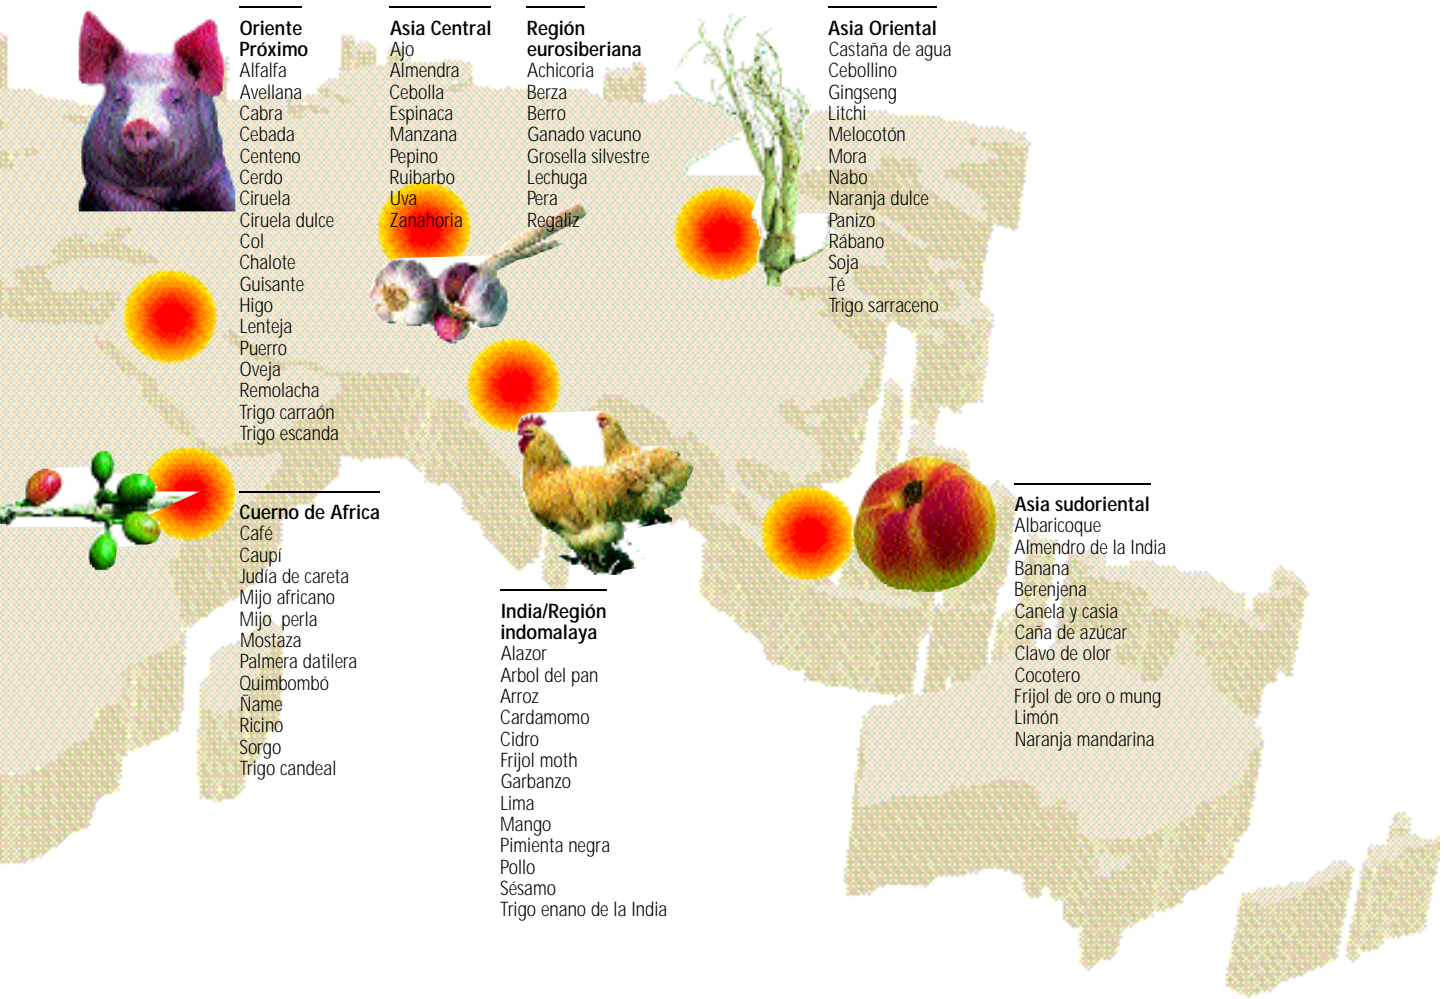 Oriente
Próximo
Alfalfa
Avellana
Cabra
Cebada
Centeno
Cerdo
Ciruela
Ciruela dulce
Col
Chalote
Guisante
Higo
Lenteja
Puerro
Oveja
Remolacha
Trigo carraón
Trigo escanda
Asia Central
Ajo
Almendra
Cebolla
Espinaca
Manzana
Pepino
Ruibarbo
Uva
Zanahoria
Región
eurosiberiana
Achicoria
Berza
Berro
Ganado vacuno
Grosella silvestre
Lechuga
Pera
Regaliz
Asia Oriental
Castaña de agua
Cebollino
Gingseng
Litchi
Melocotón
Mora
Nabo
Naranja dulce
Panizo
Rábano
Soja
Té
Trigo sarraceno
Cuerno de Africa
Café
Caupí
Judía de careta
Mijo africano
Mijo perla
Mostaza
Palmera datilera
Quimbombó
Ñame
Ricino
Sorgo
Trigo candeal
India/Región
indomalaya
Alazor
Arbol del pan
Arroz
Cardamomo
Cidro
Frijol moth
Garbanzo
Lima
Mango
Pimienta negra
Pollo
Sésamo
Trigo enano de la India
Asia sudoriental
Albaricoque
Almendro de la India
Banana
Berenjena
Canela y casia
Caña de azúcar
Clavo de olor
Cocotero
Frijol de oro o mung
Limón
Naranja mandarina